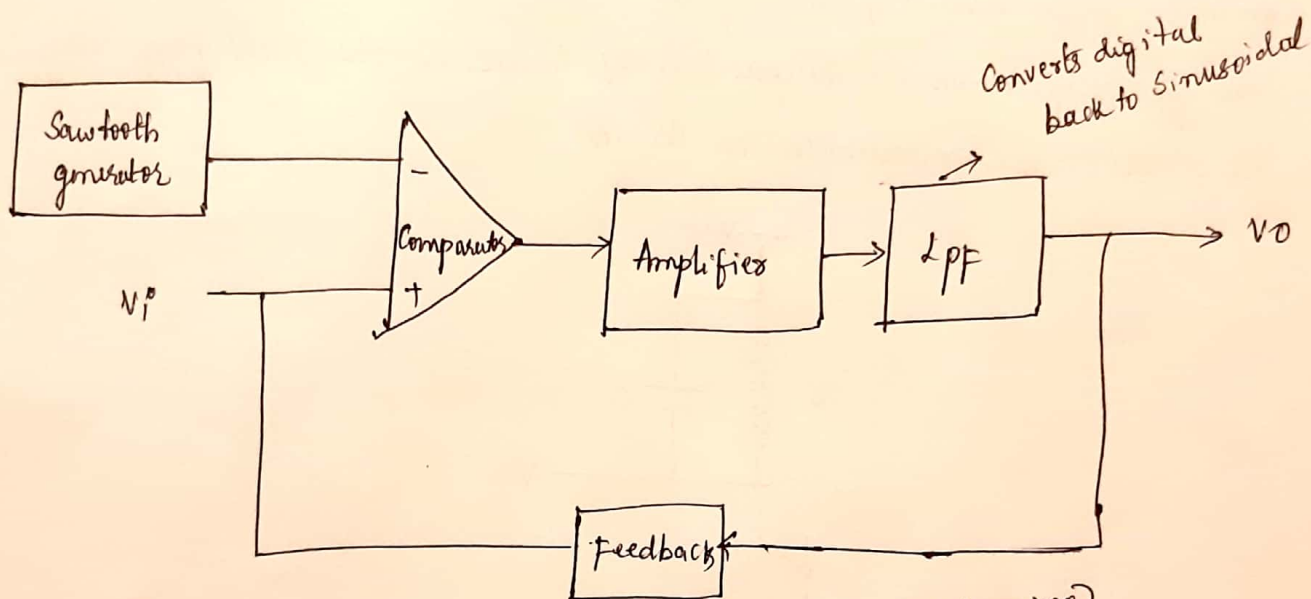 Converts digital
back to Sinusoidal
Sawtooth
generator
-
Comparator
Amplifier
LPF
VO
Vi
+
Feedback